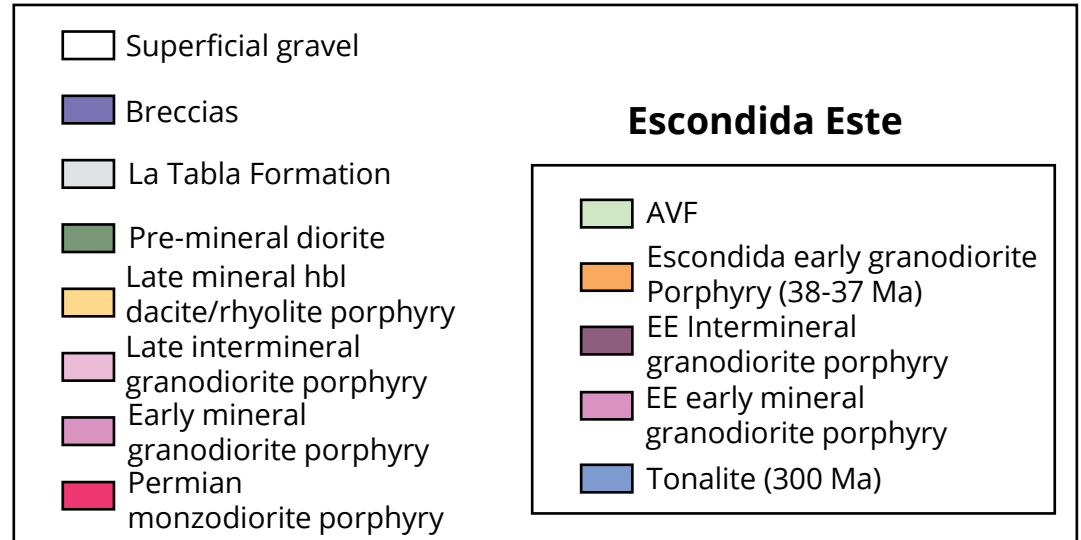 Superficial gravel
Breccias
La Tabla Formation
Pre-mineral diorite
Late mineral hbl
dacite/rhyolite porphyry
Late intermineral
granodiorite porphyry
Early mineral
granodiorite porphyry
Permian
monzodiorite porphyry
Escondida Este
AVF
Escondida early granodiorite
Porphyry (38-37 Ma)
EE Intermineral
granodiorite porphyry
EE early mineral
granodiorite porphyry
Tonalite (300 Ma)